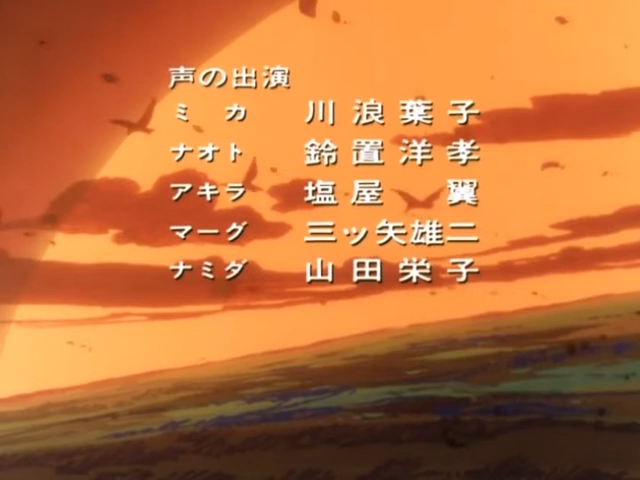 声の出演
ミカ 川浪葉子
ナオト 鈴置洋孝
アキラ 塩屋 翼
マーグ 三ッ矢雄二
ナミダ 山田栄子